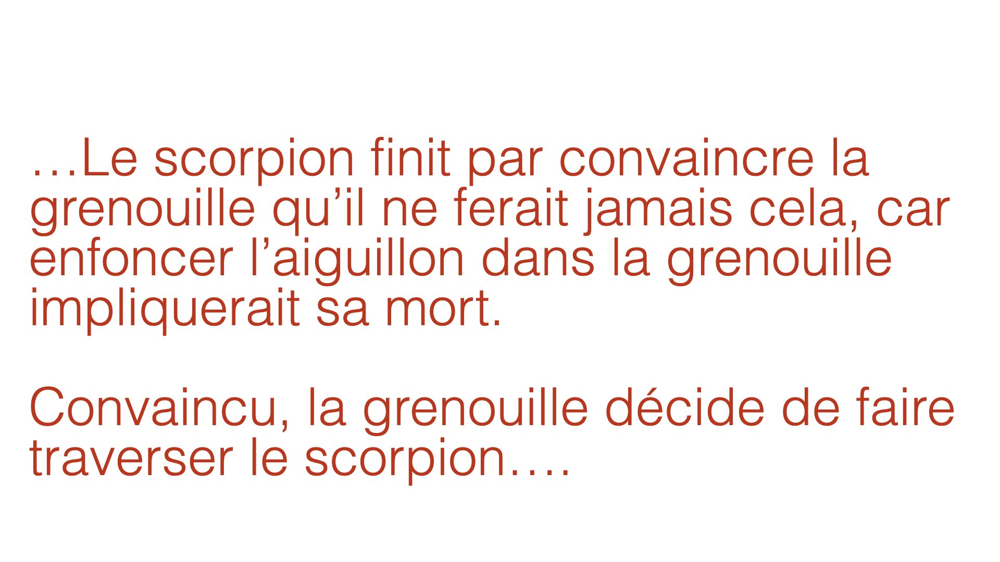 …Le scorpion finit par convaincre la
grenouille qu’il ne ferait jamais cela, car
enfoncer l’aiguillon dans la grenouille
impliquerait sa mort.
Convaincu, la grenouille décide de faire
traverser le scorpion….